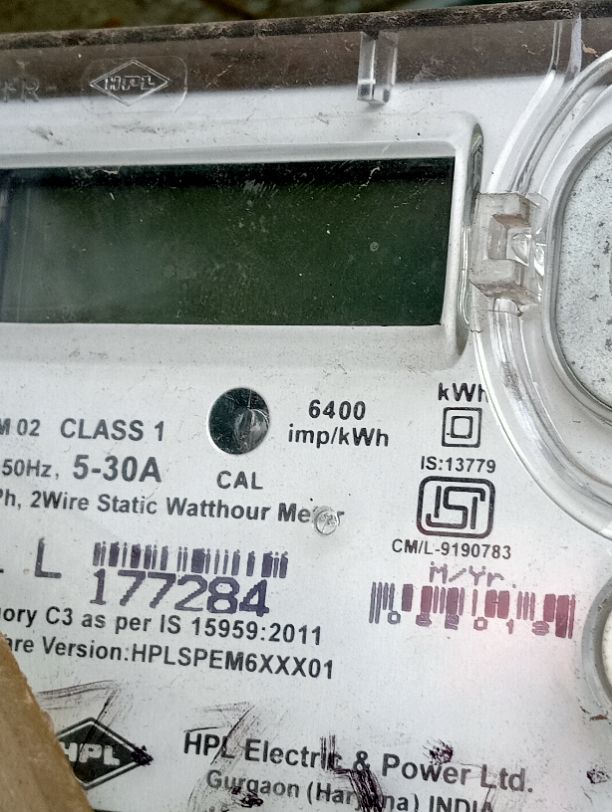 HPL
kWh
6400
imp/kWh
M 02 CLASS 1
50Hz, 5-30A
CAL
IS:13779
Ph, 2Wire Static Watthour Meter
ISI
CM/L-9190783
L
177284
M/Yr.
082013
gory C3 as per IS 15959:2011
are Version:HPLSPEM6XXX01
HPL
HPL Electric & Power Ltd.
Gurgaon (Haryana) INDIA